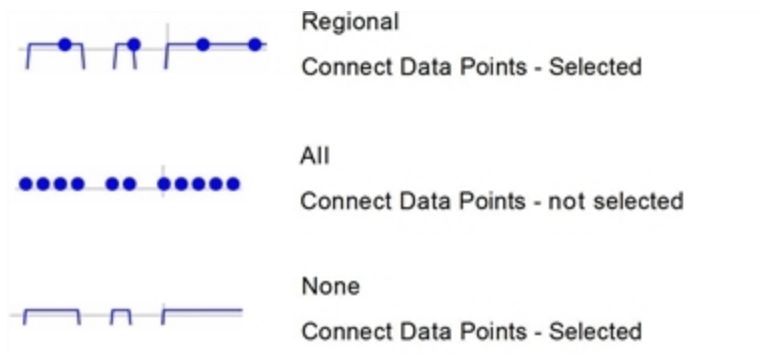 Regional
Connect Data Points - Selected
All
Connect Data Points - not selected
None
Connect Data Points - Selected